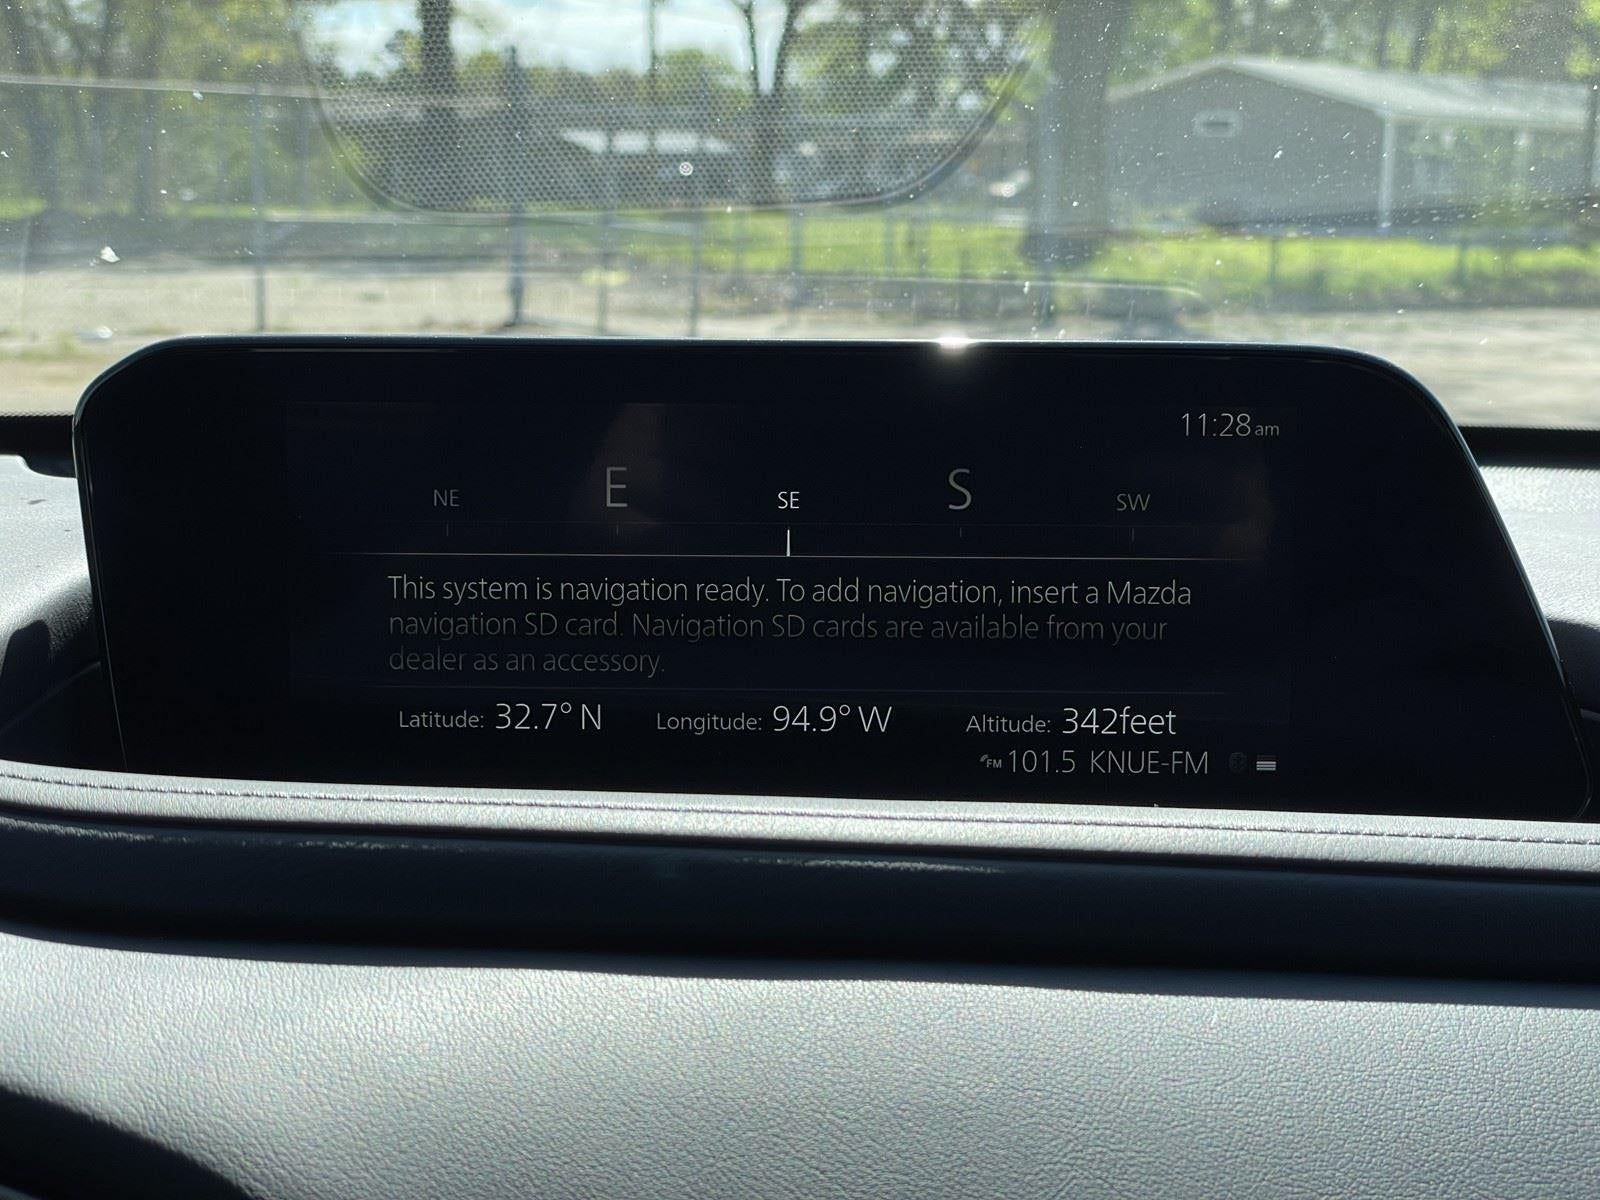 11:28am
NE E SE S SW
This system is navigation ready. To add navigation, insert a Mazda
navigation SD card. Navigation SD cards are available from your
dealer as an accessory.
Latitude: 32.7° N Longitude: 94.9° W Altitude: 342feet
FM 101.5 KNUE-FM